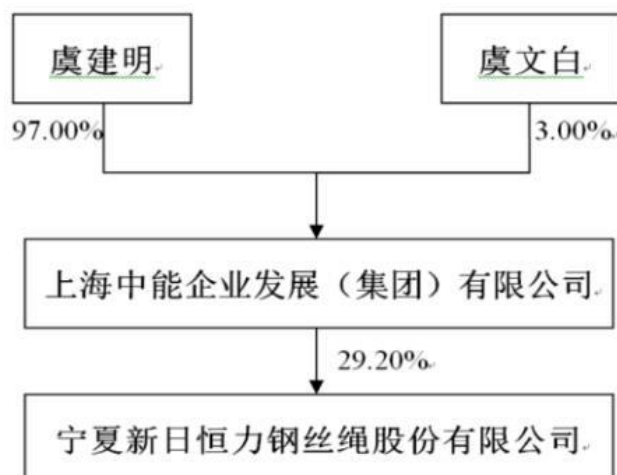 虞建明
虞文白
97.00%
3.00%
上海中能企业发展（集团）有限公司
29.20%
宁夏新日恒力钢丝绳股份有限公司